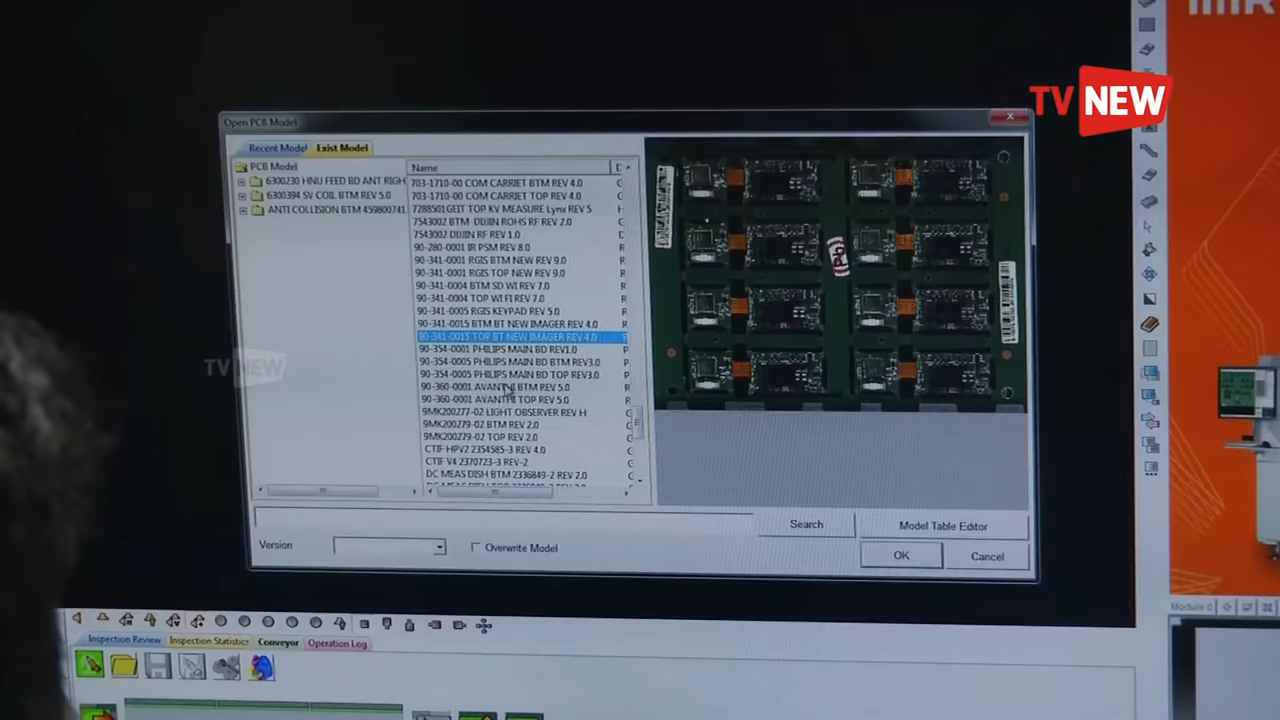 TV NEW
Open PCB Model
Recent Model Exist Model
PCB Model
6300230 HNU FEED BD ANT RIGH
6300394 SV COIL BTM REV 5.0
ANTI COLLISION BTM 459800741
Name D
703-1710-00 COM CARRIET BTM REV 4.0 G
703-1710-00 COM CARRIET TOP REV 4.0 G
7288501GEIT TOP KV MEASURE Lynx REV 5 H
7543002 BTM DDJIN ROHS RF REV 2.0 G
7543002 DDJIN RF REV 1.0 D
90-280-0001 IR PSM REV 8.0 R
90-341-0001 RGIS BTM NEW REV 9.0 R
90-341-0001 RGIS TOP NEW REV 9.0 R
90-341-0004 BTM SD WI REV 7.0 R
90-341-0004 TOP WI FI REV 7.0 R
90-341-0005 RGIS KEYPAD REV 5.0 R
90-341-0015 BTM BT NEW IMAGER REV 4.0 R
90-341-0015 TOP BT NEW IMAGER REV 4.0 R
90-354-0001 PHILIPS MAIN BD REV1.0 P
90-354-0005 PHILIPS MAIN BD BTM REV3.0 P
90-354-0005 PHILIPS MAIN BD TOP REV3.0 P
90-360-0001 BTM REV 5.0 R
90-360-0001 TOP REV 5.0 R
9MK200277-02 LIGHT OBSERVER REV H G
9MK200279-02 BTM REV 2.0 G
9MK200279-02 TOP REV 2.0 G
CTIF HPV2 2354585-3 REV 4.0 G
CTIF V4 2370723-3 REV-2 G
DC MEAS DISH BTM 2336849-2 REV 2.0 G
Pb
TV NEW
Search Model Table Editor
Version Overwrite Model OK Cancel
Module 0
Inspection Review Inspection Statistics Conveyor Operation Log